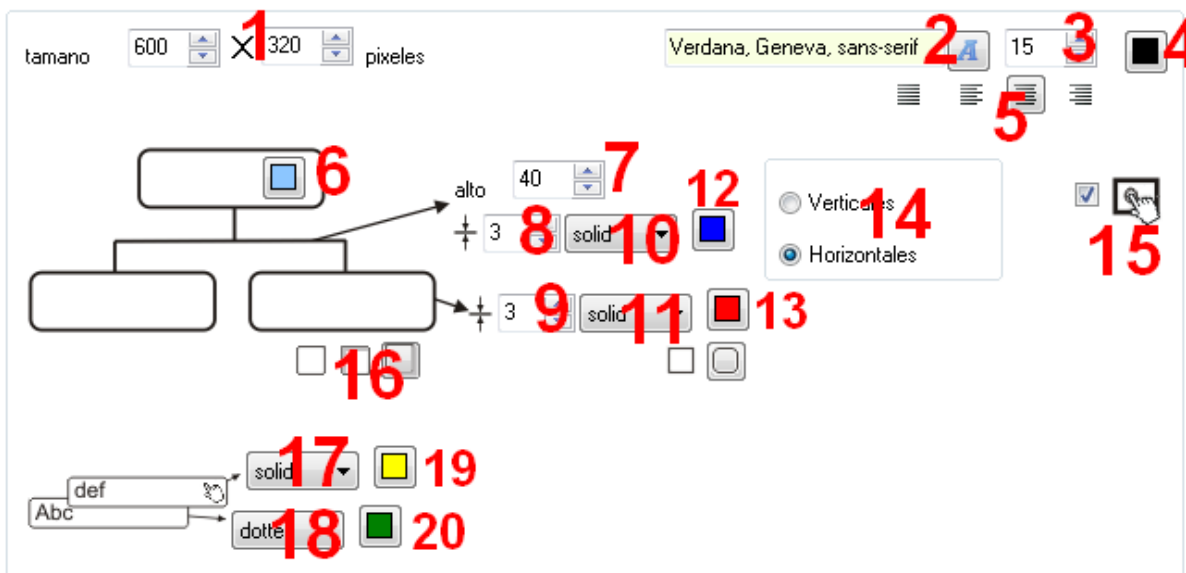 tamano 600 X 1 320 pixeles
Verdana, Geneva, sans-serif 2 A 15 3 4
5
6
alto 40 7
12
3 8 solid 10
Verticales 14
Horizontales
15
3 9 solid 11 13
16
17 solid 19
def
Abc
dotte 18 20